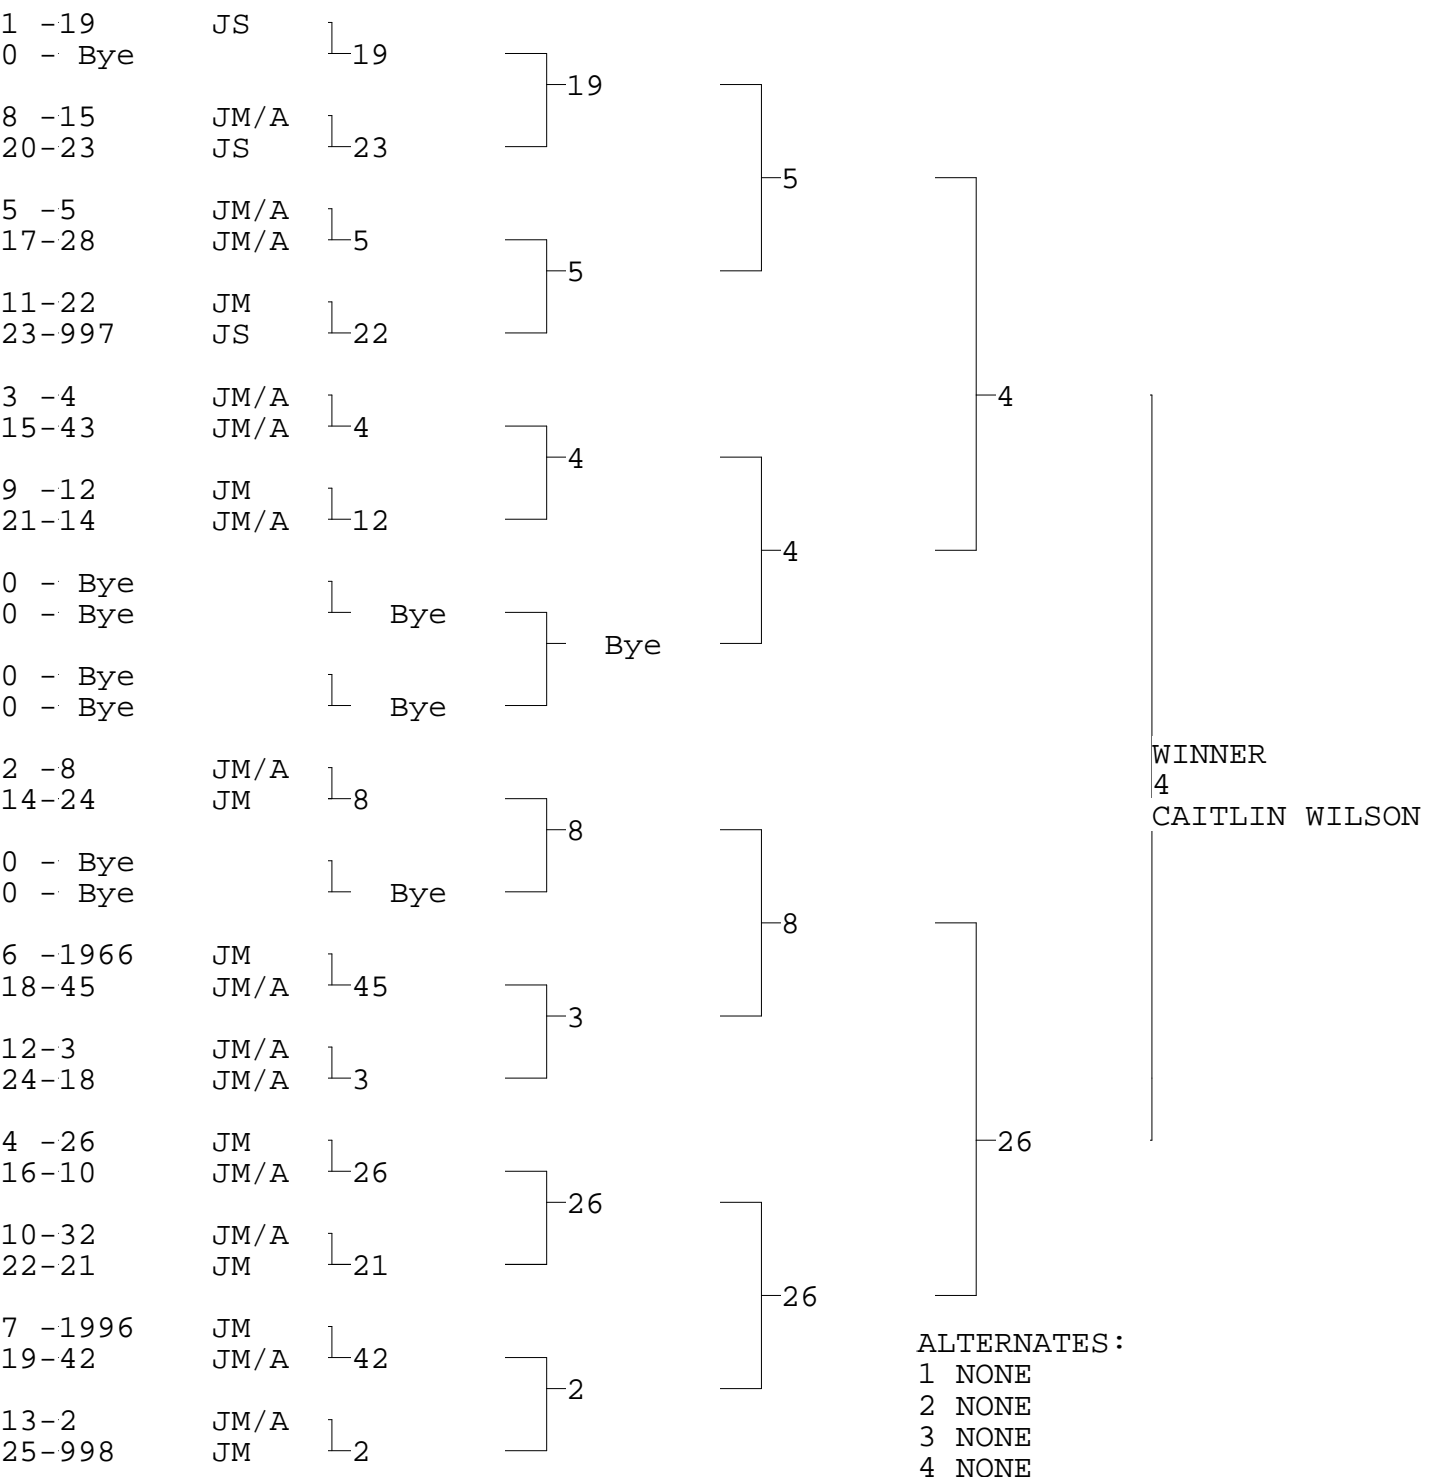 1 -19 JS
0 - Bye 19
19
8 -15 JM/A
20-23 JS 23
5
5 -5 JM/A
17-28 JM/A 5
5
11-22 JM
23-997 JS 22
3 -4 JM/A 4
15-43 JM/A 4
4
9 -12 JM
21-14 JM/A 12
4
0 - Bye
0 - Bye Bye
Bye
0 - Bye
0 - Bye Bye
WINNER
2 -8 JM/A
4
14-24 JM 8
CAITLIN WILSON
8
0 - Bye
0 - Bye Bye
8
6 -1966 JM
18-45 JM/A 45
3
12-3 JM/A
24-18 JM/A 3
4 -26 JM 26
16-10 JM/A 26
26
10-32 JM/A
22-21 JM 21
26
7 -1996 JM
ALTERNATES:
19-42 JM/A 42
1 NONE
2
2 NONE
13-2 JM/A
3 NONE
25-998 JM 2
4 NONE